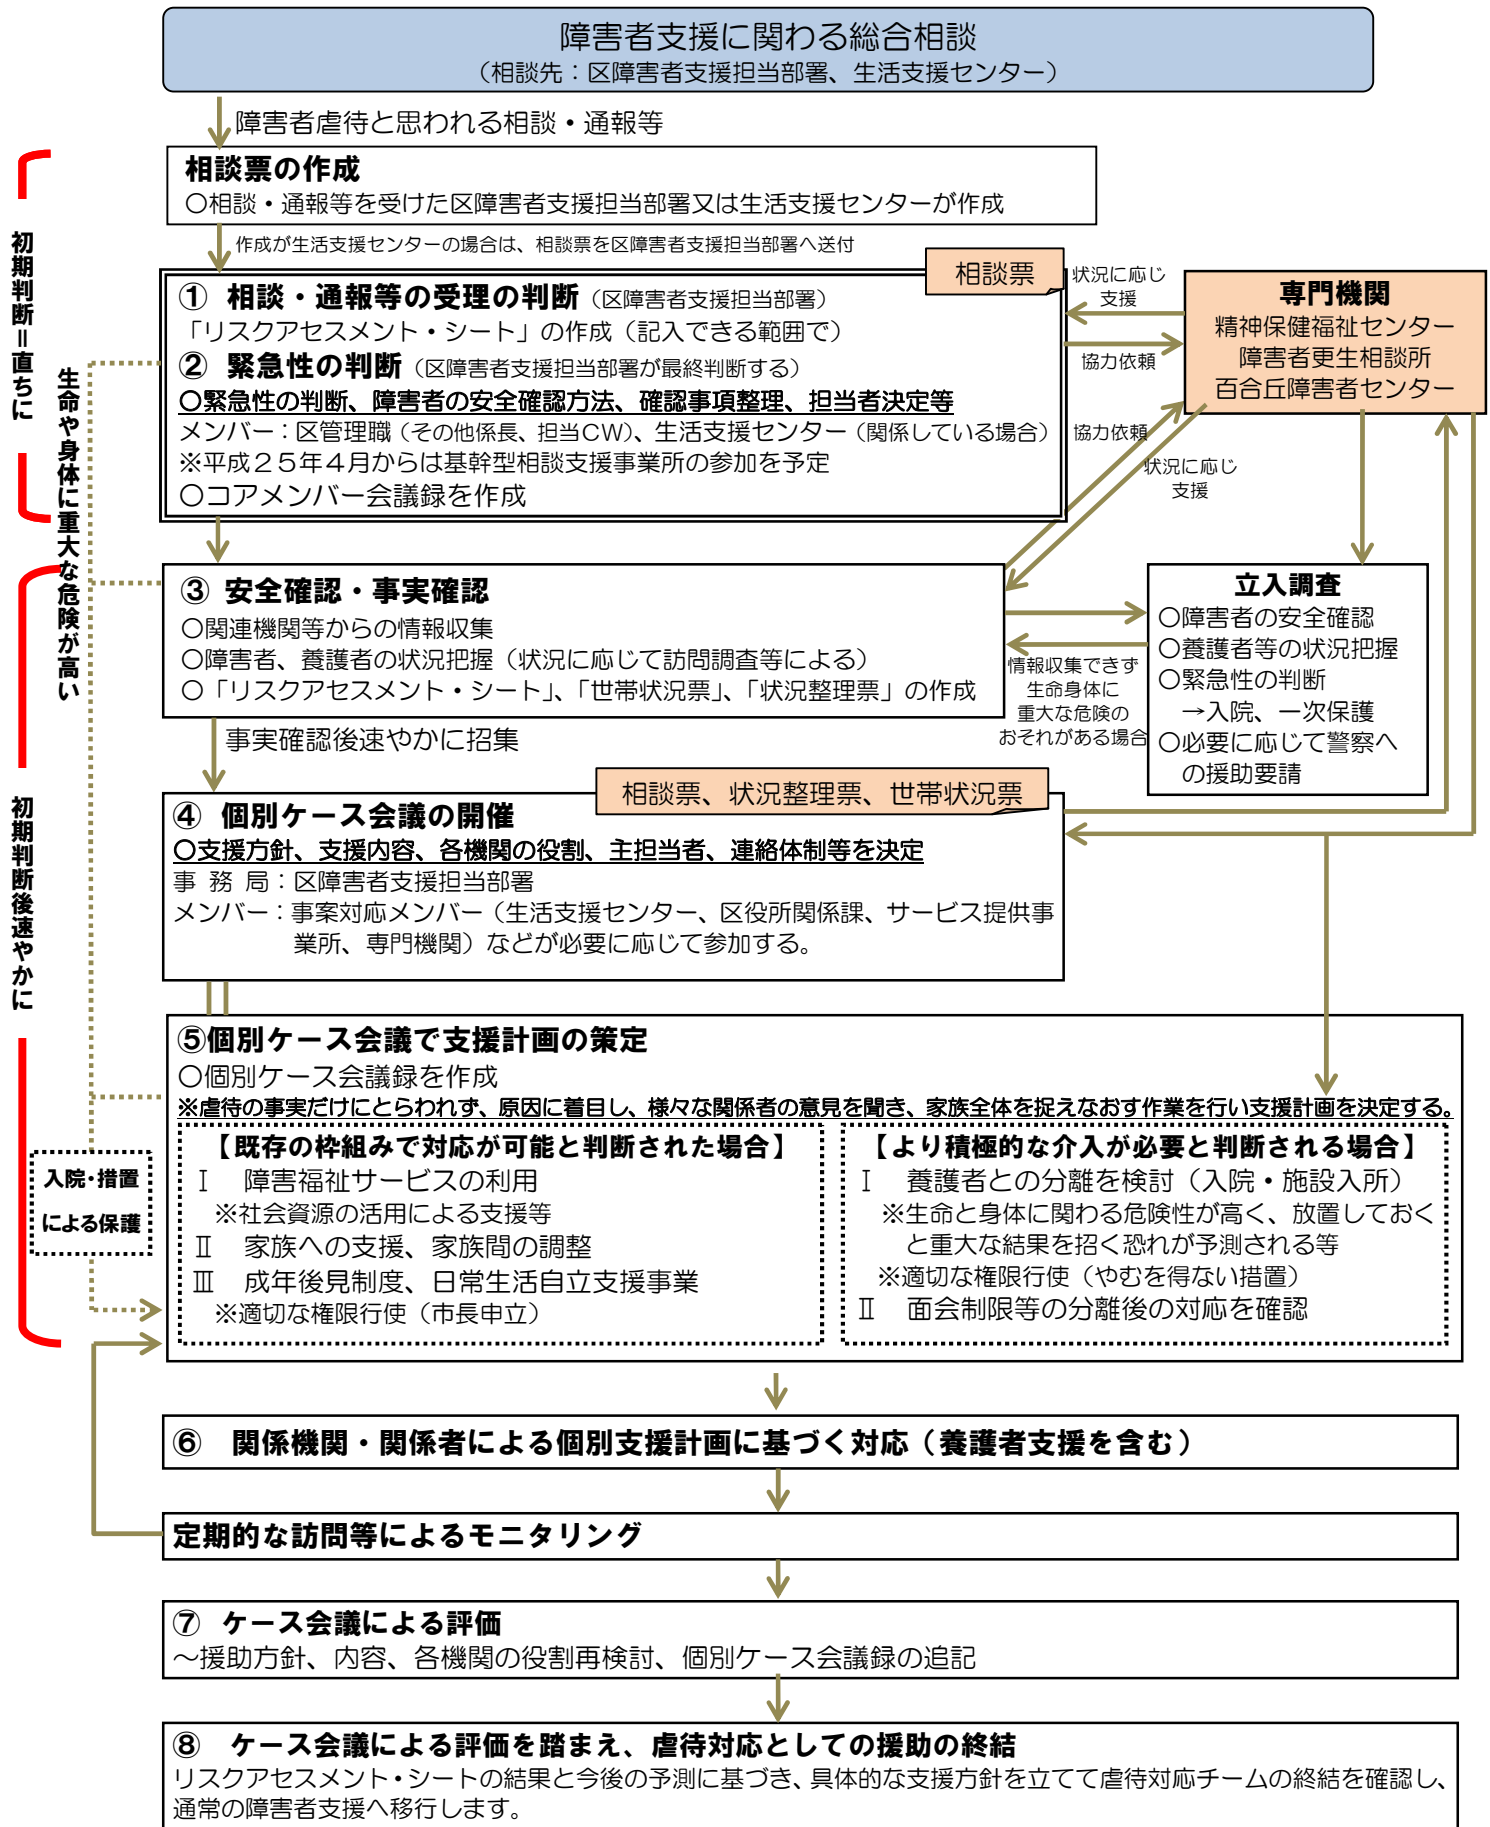 障害者支援に関わる総合相談
（相談先：区障害者支援担当部署、生活支援センター）
障害者虐待と思われる相談・通報等
相談票の作成
○相談・通報等を受けた区障害者支援担当部署又は生活支援センターが作成
作成が生活支援センターの場合は、相談票を区障害者支援担当部署へ送付
初期判断＝直ちに
生命や身体に重大な危険が高い
相談票
① 相談・通報等の受理の判断（区障害者支援担当部署）
「リスクアセスメント・シート」の作成（記入できる範囲で）
② 緊急性の判断（区障害者支援担当部署が最終判断する）
○緊急性の判断、障害者の安全確認方法、確認事項整理、担当者決定等
メンバー：区管理職（その他係長、担当CW）、生活支援センター（関係している場合）
※平成２５年４月からは基幹型相談支援事業所の参加を予定
○コアメンバー会議録を作成
状況に応じ
支援
協力依頼
専門機関
精神保健福祉センター
障害者更生相談所
百合丘障害者センター
協力依頼
状況に応じ
支援
③ 安全確認・事実確認
○関連機関等からの情報収集
○障害者、養護者の状況把握（状況に応じて訪問調査等による）
○「リスクアセスメント・シート」、「世帯状況票」、「状況整理票」の作成
情報収集できず
生命身体に
重大な危険の
おそれがある場合
立入調査
○障害者の安全確認
○養護者等の状況把握
○緊急性の判断
→入院、一次保護
○必要に応じて警察へ
の援助要請
事実確認後速やかに招集
初期判断後速やかに
相談票、状況整理票、世帯状況票
④ 個別ケース会議の開催
○支援方針、支援内容、各機関の役割、主担当者、連絡体制等を決定
事 務 局：区障害者支援担当部署
メンバー：事案対応メンバー（生活支援センター、区役所関係課、サービス提供事
業所、専門機関）などが必要に応じて参加する。
⑤個別ケース会議で支援計画の策定
○個別ケース会議録を作成
※虐待の事実だけにとらわれず、原因に着目し、様々な関係者の意見を聞き、家族全体を捉えなおす作業を行い支援計画を決定する。
【既存の枠組みで対応が可能と判断された場合】
Ⅰ　障害福祉サービスの利用
※社会資源の活用による支援等
Ⅱ　家族への支援、家族間の調整
Ⅲ　成年後見制度、日常生活自立支援事業
※適切な権限行使（市長申立）
【より積極的な介入が必要と判断される場合】
Ⅰ　養護者との分離を検討（入院・施設入所）
※生命と身体に関わる危険性が高く、放置しておく
と重大な結果を招く恐れが予測される等
※適切な権限行使（やむを得ない措置）
Ⅱ　面会制限等の分離後の対応を確認
入院・措置
による保護
⑥　関係機関・関係者による個別支援計画に基づく対応（養護者支援を含む）
定期的な訪問等によるモニタリング
⑦ ケース会議による評価
～援助方針、内容、各機関の役割再検討、個別ケース会議録の追記
⑧　ケース会議による評価を踏まえ、虐待対応としての援助の終結
リスクアセスメント・シートの結果と今後の予測に基づき、具体的な支援方針を立てて虐待対応チームの終結を確認し、
通常の障害者支援へ移行します。